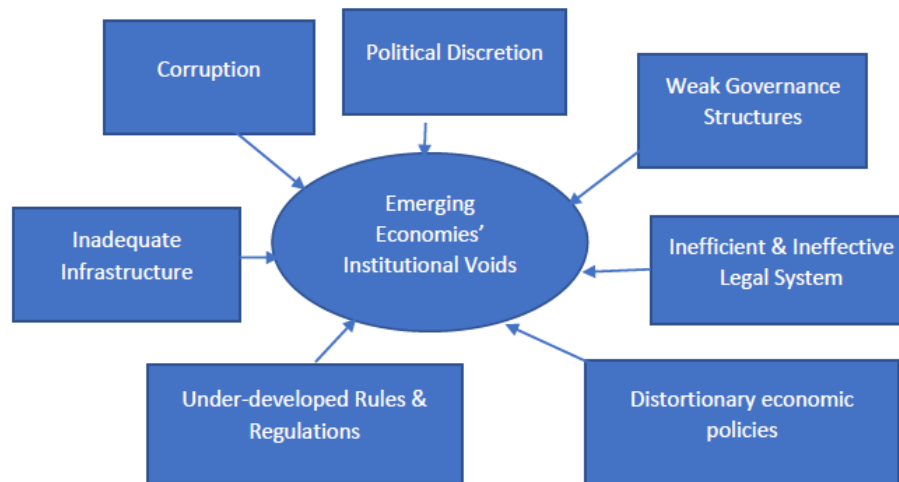 Political Discretion
Corruption
Weak Governance
Structures
Emerging
Economies’
Institutional Voids
Inadequate
Infrastructure
Inefficient & Ineffective
Legal System
Under-developed Rules &
Regulations
Distortionary economic
policies